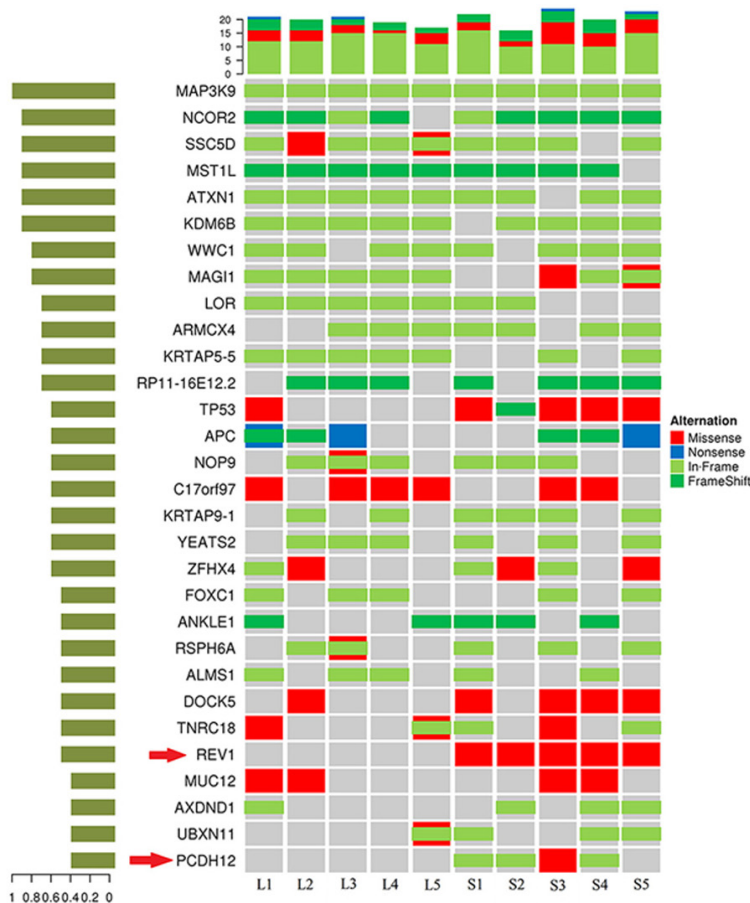 20
15
10
5
0
MAP3K9
NCOR2
SSC5D
MST1L
ATXN1
KDM6B
WWC1
MAGI1
LOR
ARMCX4
KRTAP5-5
RP11-16E12.2
TP53
APC
NOP9
C17orf97
KRTAP9-1
YEATS2
ZFHX4
FOXC1
ANKLE1
RSPH6A
ALMS1
DOCK5
TNRC18
REV1
MUC12
AXDND1
UBXN11
PCDH12
Alternation
Missense
Nonsense
In-Frame
FrameShift
L1 L2 L3 L4 L5 S1 S2 S3 S4 S5
1 0.8 0.6 0.4 0.2 0